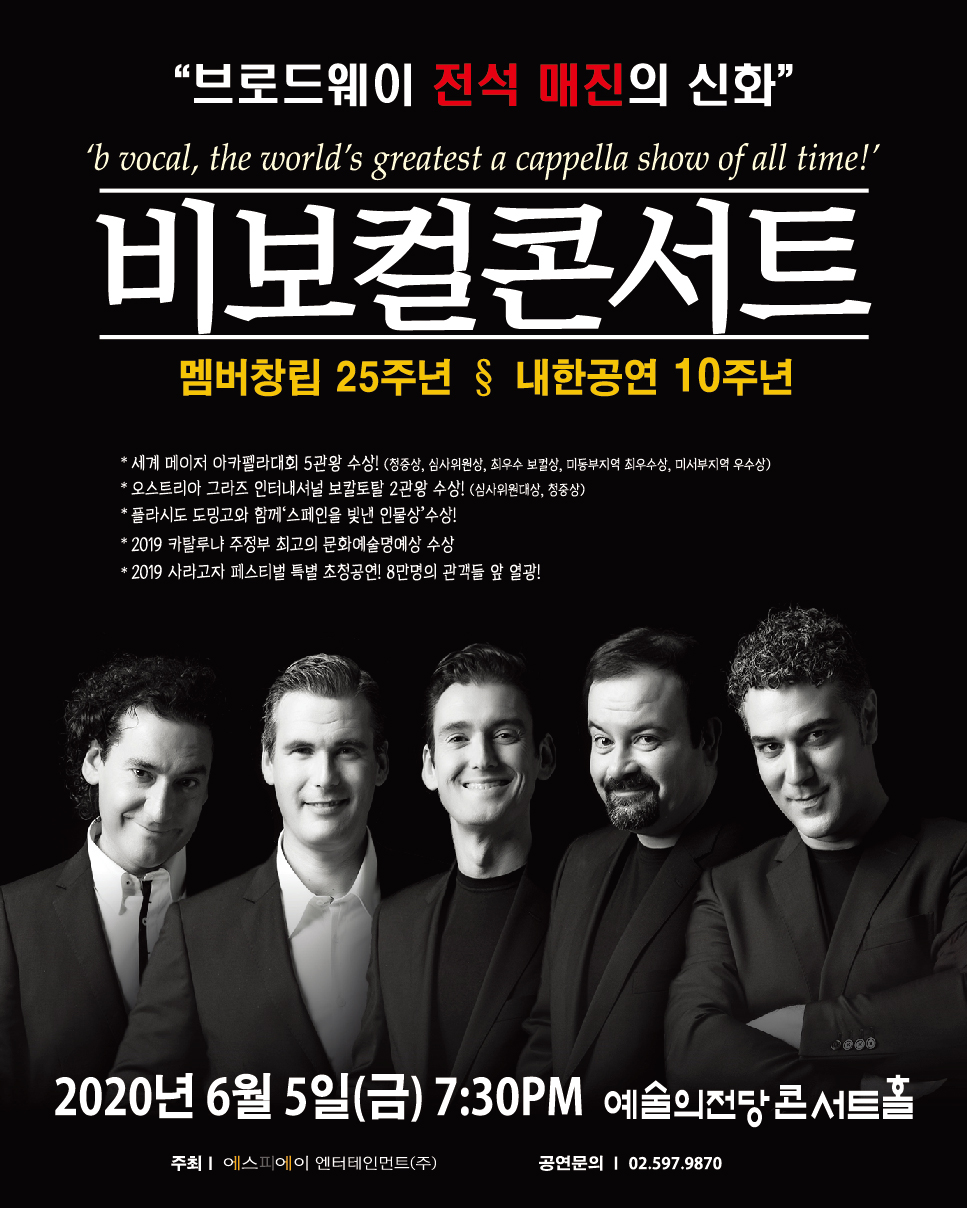 “브로드웨이 전석 매진의 신화”
‘b vocal, the world’s greatest a cappella show of all time!’
비보컬콘서트
멤버창립 25주년 § 내한공연 10주년
* 세계 메이저 아카펠라대회 5관왕 수상! (청중상, 심사위원상, 최우수 보컬상, 미동부지역 최우수상, 미서부지역 우수상)
* 오스트리아 그라즈 인터내셔널 보칼토탈 2관왕 수상! (심사위원대상, 청중상)
* 플라시도 도밍고와 함께‘스페인을 빛낸 인물상’수상!
* 2019 카탈루냐 주정부 최고의 문화예술명예상 수상
* 2019 사라고자 페스티벌 특별 초청공연! 8만명의 관객들 앞 열광!
2020년 6월 5일(금) 7:30PM 예술의전당 콘서트홀
주최 I 에스피에이 엔터테인먼트(주) 공연문의 I 02.597.9870